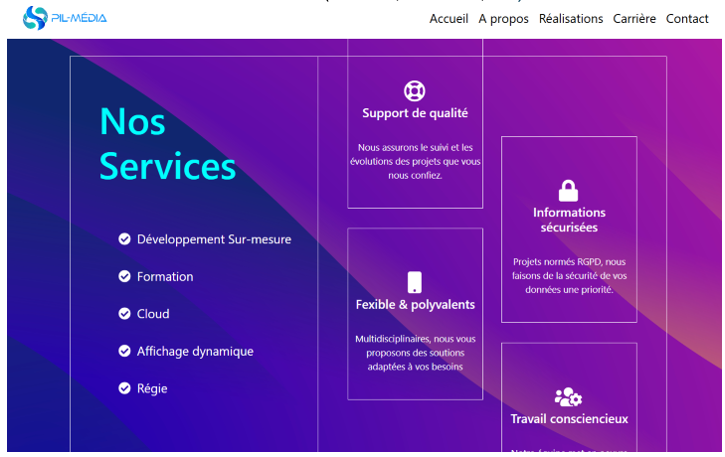 PIL-MÉDIA
Accueil A propos Réalisations Carrière Contact
Nos
Services
Développement Sur-mesure
Formation
Cloud
Affichage dynamique
Régie
Support de qualité
Nous assurons le suivi et les
évolutions des projets que vous
nous confiez.
Fexible & polyvalents
Multidisciplinaires, nous vous
proposons des soutions
adaptées à vos besoins
Informations
sécurisées
Projets normés RGPD, nous
faisons de la sécurité de vos
données une priorité.
Travail consciencieux